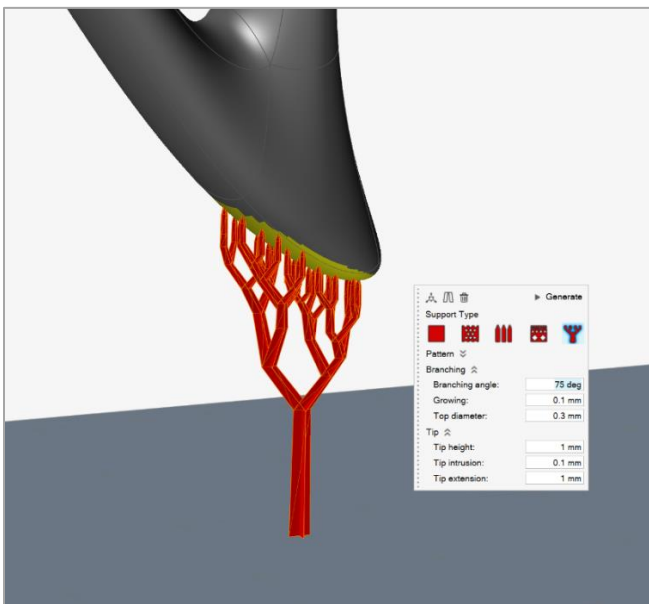 Generate
Support Type
Pattern
Branching
Branching angle: 75 deg
Growing: 0.1 mm
Top diameter: 0.3 mm
Tip
Tip height: 1 mm
Tip intrusion: 0.1 mm
Tip extension: 1 mm